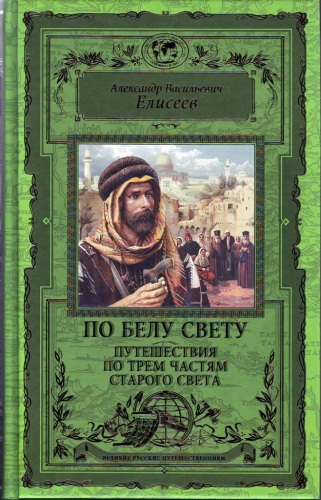 Александр Васильевич
Елисеев
ПО БЕЛУ СВЕТУ
ПУТЕШЕСТВИЯ
ПО ТРЕМ ЧАСТЯМ
СТАРОГО СВЕТА
ВЕЛИКИЕ РУССКИЕ ПУТЕШЕСТВЕННИКИ